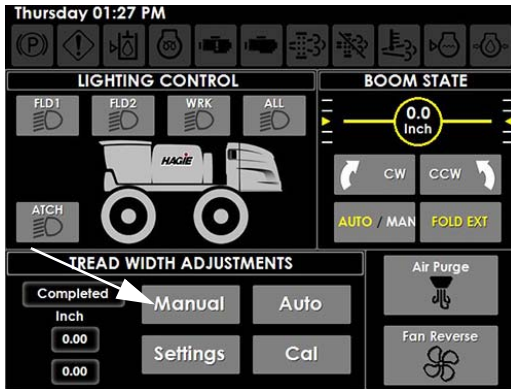 Thursday 01:27 PM
(P)
LIGHTING CONTROL
FLD1 FLD2 WRK ALL
HAGIE
ATCH
BOOM STATE
0.0
Inch
CW CCW
AUTO / MAN FOLD EXT
TREAD WIDTH ADJUSTMENTS
Completed
Inch
0.00
0.00
Manual Auto
Settings Cal
Air Purge
Fan Reverse